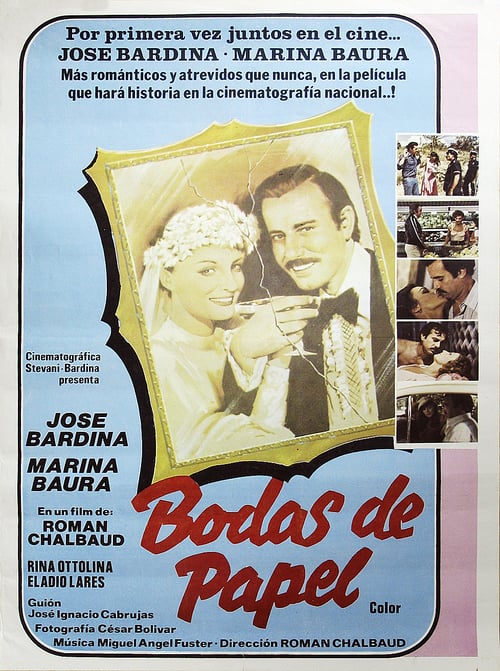 Por primera vez juntos en el cine...
JOSE BARDINA · MARINA BAURA
Más románticos y atrevidos que nunca, en la película
que hará historia en la cinematografía nacional..!
Cinematográfica
Stevani-Bardina
presenta
JOSE
BARDINA
MARINA
BAURA
En un film de:
ROMAN
CHALBAUD
RINA OTTOLINA
ELADIO LARES
Bodas de
Papel
Color
Guión
José Ignacio Cabrujas
Fotografía César Bolivar
Música Miguel Angel Fuster · Dirección ROMAN CHALBAUD